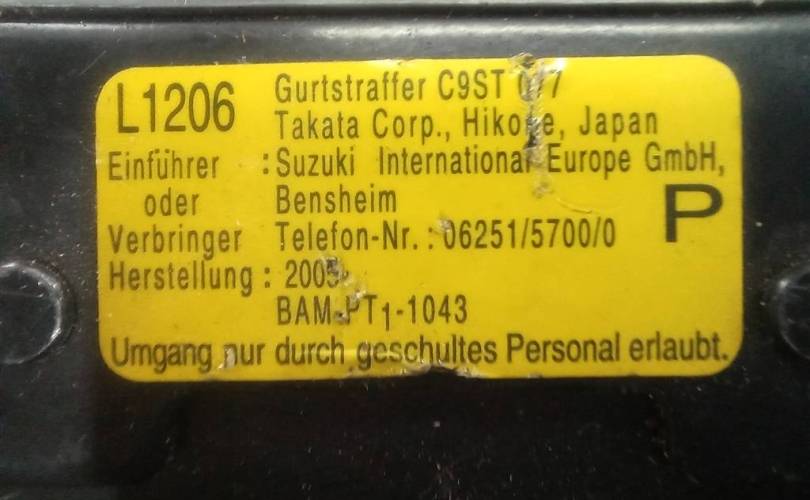 L1206
Gurtstraffer C9ST
Takata Corp., Hikone, Japan
Einführer : Suzuki International Europe GmbH,
oder Bensheim
P
Verbringer Telefon-Nr. : 06251/5700/0
Herstellung : 2005
BAM-PT1-1043
Umgang nur durch geschultes Personal erlaubt.